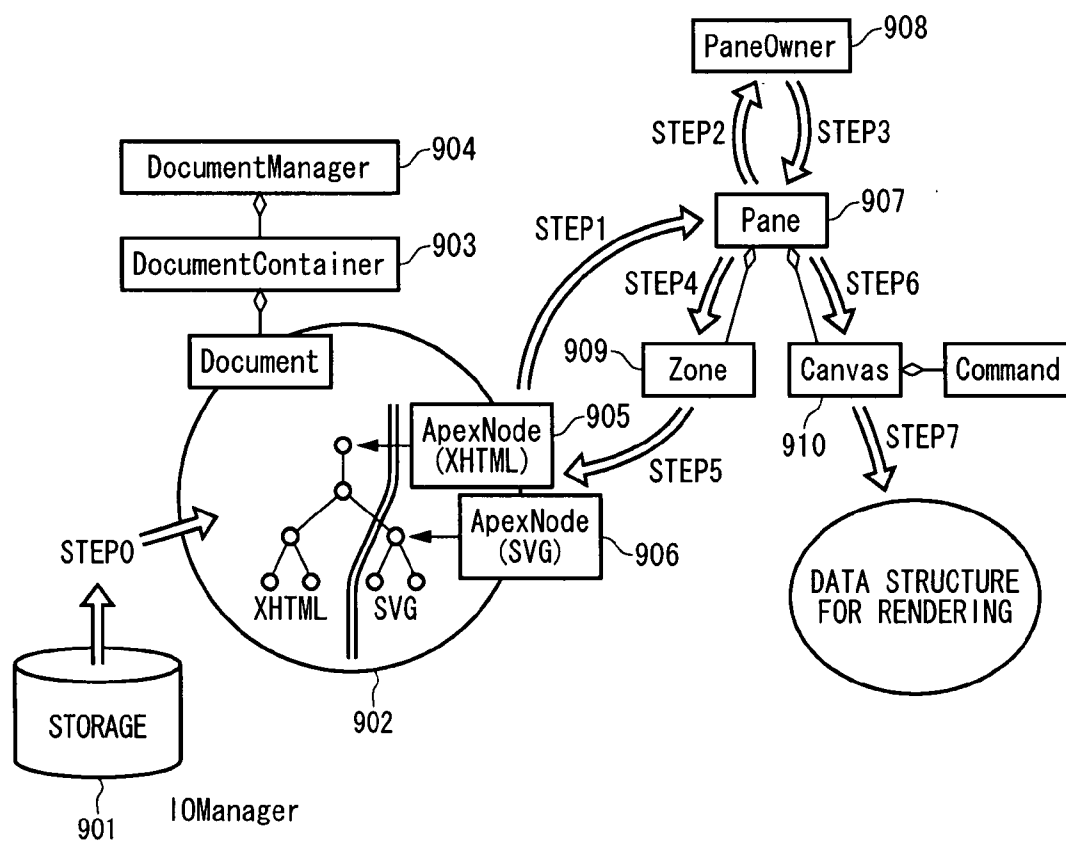 PaneOwner
908
STEP2
STEP3
DocumentManager
904
Pane
907
STEP1
DocumentContainer
903
STEP4
STEP6
Document
909
Zone
Canvas
Command
ApexNode
(XHTML)
905
910
STEP7
STEP5
ApexNode
(SVG)
906
STEP0
XHTML
SVG
DATA STRUCTURE
FOR RENDERING
902
STORAGE
901
IOManager